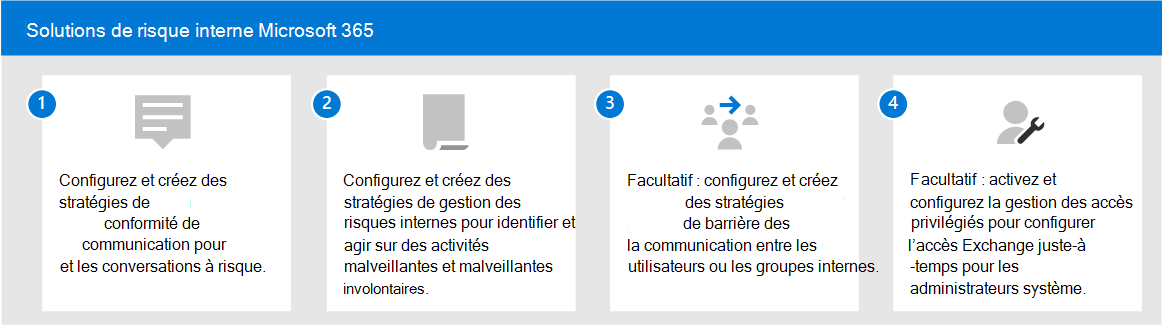 Solutions de risque interne Microsoft 365
1
Configurez et créez des
stratégies de
conformité de
communication pour
et les conversations à risque.
2
Configurez et créez des
stratégies de gestion des
risques internes pour identifier et
agir sur des activités
malveillantes et malveillantes
involontaires.
3
Facultatif : configurez et créez
des stratégies
de barrière des
la communication entre les
utilisateurs ou les groupes internes.
4
Facultatif : activez et
configurez la gestion des accès
privilégiés pour configurer
l’accès Exchange juste-à
-temps pour les
administrateurs système.